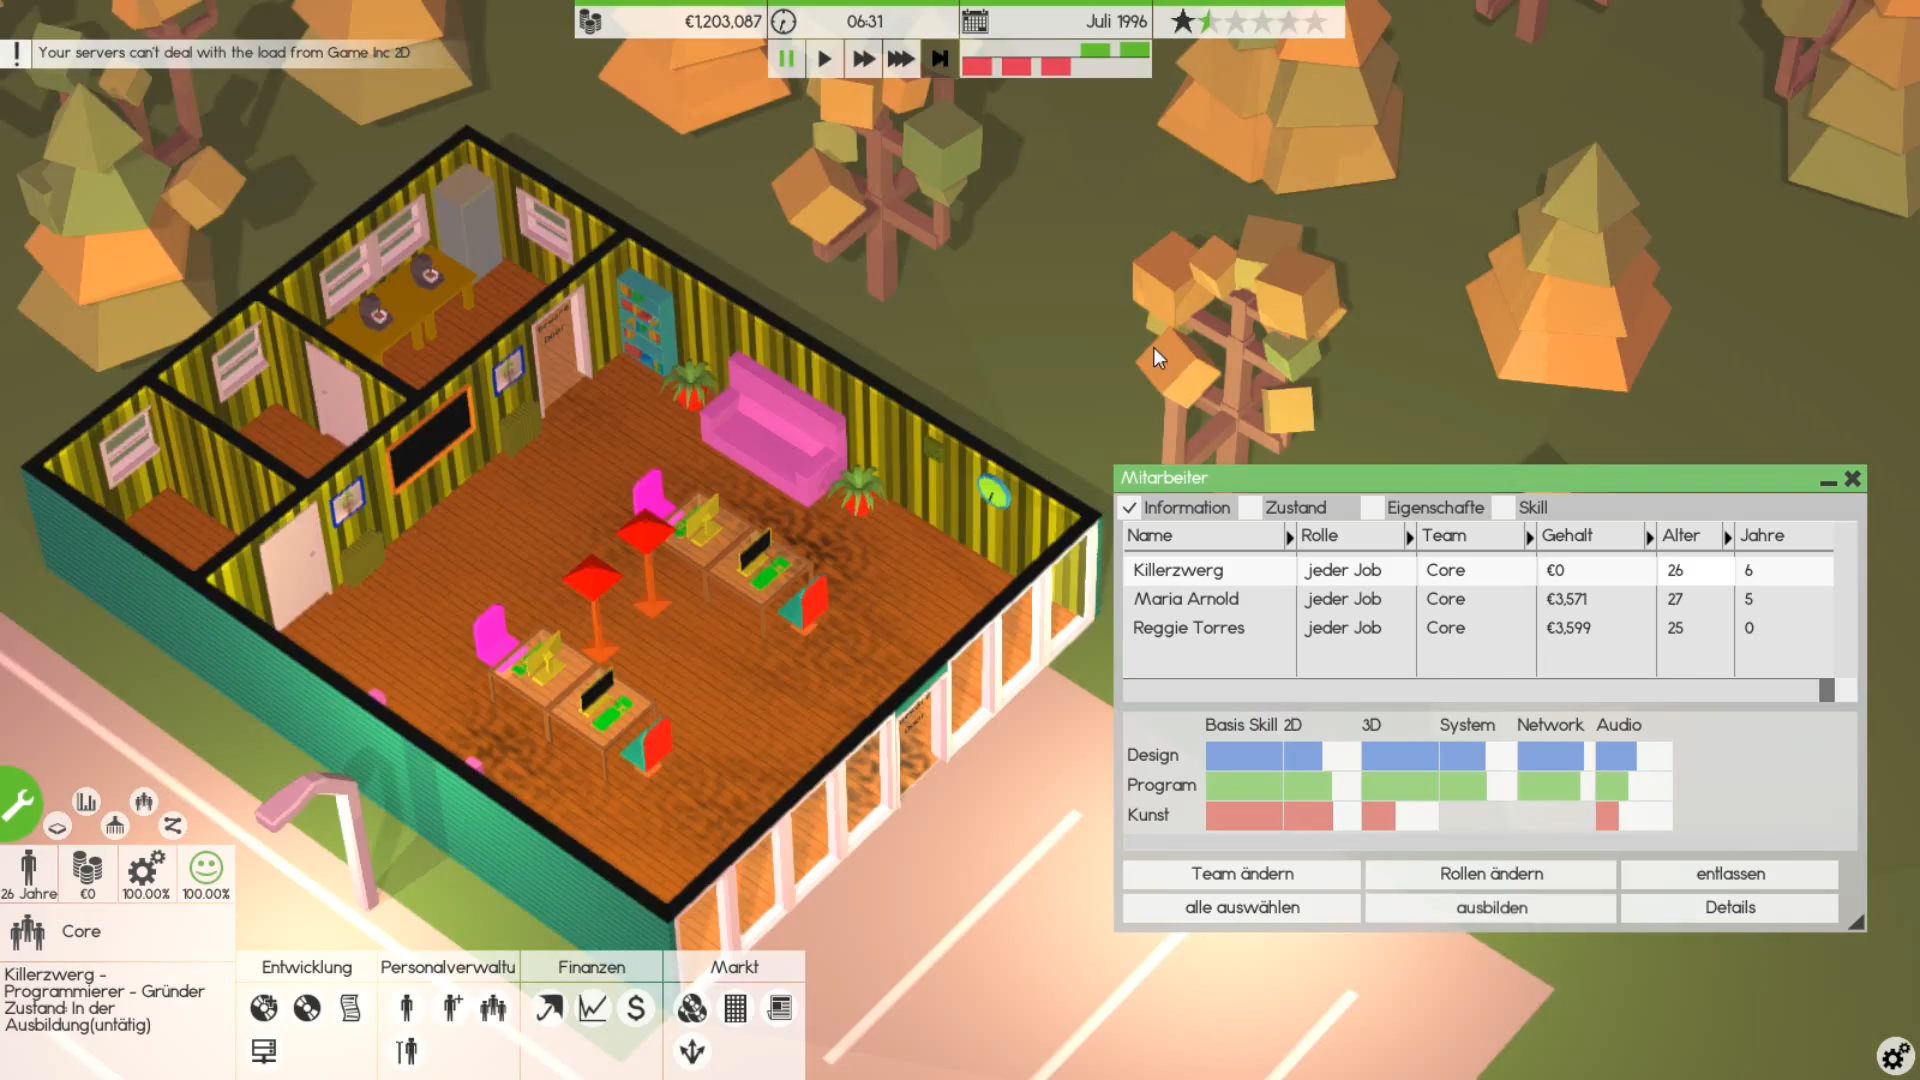 €1,203,087
06:31
Juli 1996
Your servers can't deal with the load from Game Inc 2D
Mitarbeiter
Information Zustand Eigenschafte Skill
Name Rolle Team Gehalt Alter Jahre
Killerzwerg jeder Job Core €0 26 6
Maria Arnold jeder Job Core €3,571 27 5
Reggie Torres jeder Job Core €3,599 25 0
Basis Skill 2D 3D System Network Audio
Design
Program
Kunst
Team ändern Rollen ändern entlassen
alle auswählen ausbilden Details
26 Jahre €0 100.00% 100.00%
Core
Killerzwerg -
Programmierer - Gründer
Zustand: In der
Ausbildung(untätig)
Entwicklung Personalverwaltu Finanzen Markt